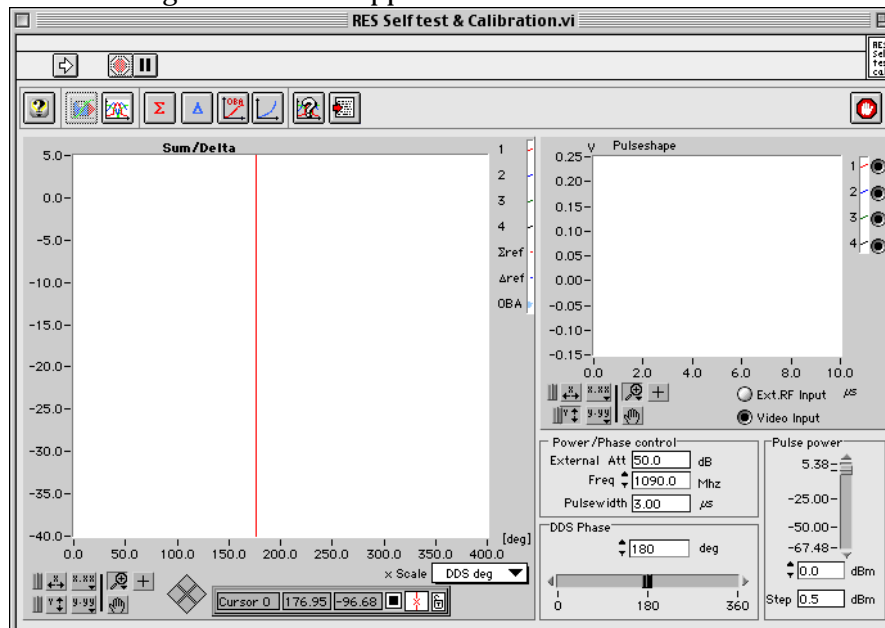 RES Self test & Calibration.vi
Σ Δ OBA ?
Sum/Delta
5.0
0.0
-5.0
-10.0
-15.0
-20.0
-25.0
-30.0
-35.0
-40.0
0.0 50.0 100.0 150.0 200.0 250.0 300.0 350.0 400.0
[deg]
1
2
3
4
Σref
Δref
OBA
x Scale DDS deg
Cursor 0 176.95 -96.68
V Pulseshape
0.25
0.20
0.15
0.10
0.05
0.00
-0.05
-0.10
-0.15
0.0 2.0 4.0 6.0 8.0 10.0
µs
1
2
3
4
Ext.RF Input
Video Input
Power/Phase control
External Att 50.0 dB
Freq 1090.0 Mhz
Pulsewidth 3.00 µs
DDS Phase
180 deg
0 180 360
Pulse power
5.38
-25.00
-50.00
-67.48
0.0 dBm
Step 0.5 dBm